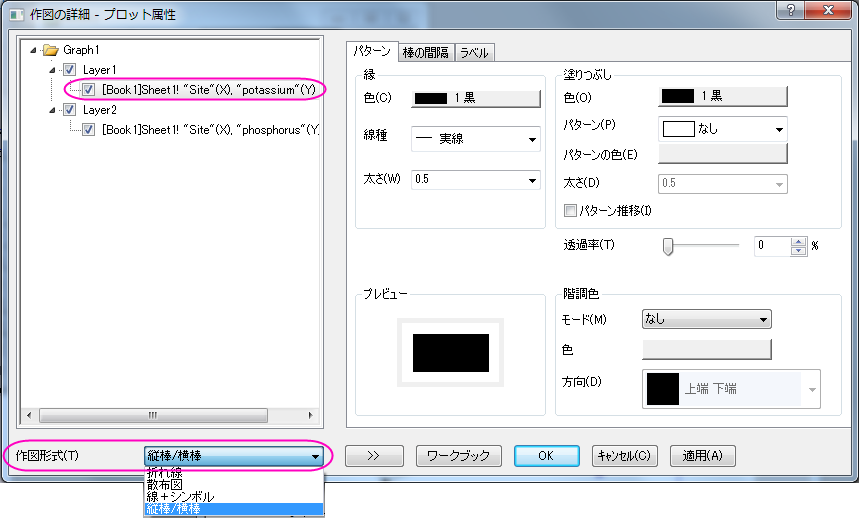 作図の詳細 - プロット属性
Graph1
Layer1
[Book1]Sheet1! "Site"(X), "potassium"(Y)
Layer2
[Book1]Sheet1! "Site"(X), "phosphorus"(Y)
作図形式(T)
縦棒/横棒
折れ線
散布図
線+シンボル
縦棒/横棒
パターン 棒の間隔 ラベル
縁
色(C) 1 黒
線種 実線
太さ(W) 0.5
塗りつぶし
色(O) 1 黒
パターン(P) なし
パターンの色(E)
太さ(D) 0.5
パターン推移(I)
透過率(T) 0 %
プレビュー
階調色
モード(M) なし
色
方向(D) 上端 下端
>> ワークブック OK キャンセル(C) 適用(A)